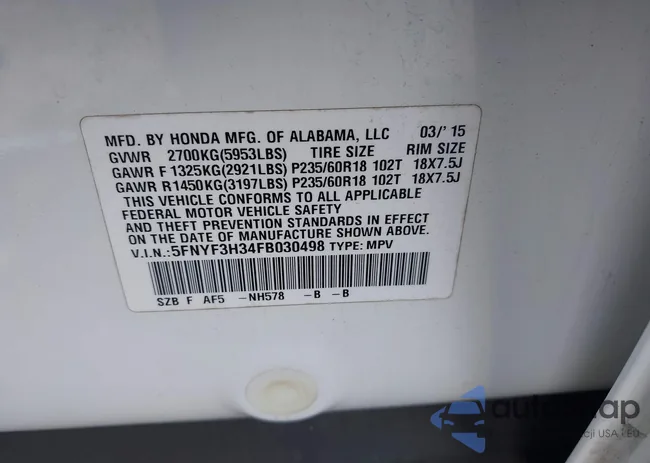 MFD. BY HONDA MFG. OF ALABAMA, LLC 03/'15
GVWR 2700KG(5953LBS) TIRE SIZE RIM SIZE
GAWR F 1325KG(2921LBS) P235/60R18 102T 18X7.5J
GAWR R1450KG(3197LBS) P235/60R18 102T 18X7.5J
THIS VEHICLE CONFORMS TO ALL APPLICABLE
FEDERAL MOTOR VEHICLE SAFETY
AND THEFT PREVENTION STANDARDS IN EFFECT
ON THE DATE OF MANUFACTURE SHOWN ABOVE.
V.I.N.:5FNYF3H34FB030498 TYPE: MPV
SZB F AF5 -NH578 -B -B
USA i EU